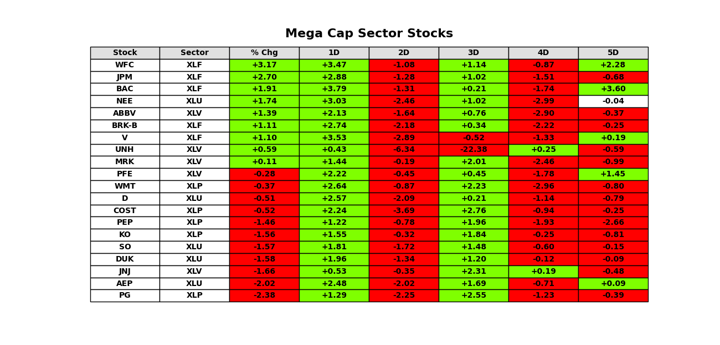 Mega Cap Sector Stocks
Stock Sector % Chg 1D 2D 3D 4D 5D
WFC XLF +3.17 +3.47 -1.08 +1.14 -0.87 +2.28
JPM XLF +2.70 +2.88 -1.28 +1.02 -1.51 -0.68
BAC XLF +1.91 +3.79 -1.31 +0.21 -1.74 +3.60
NEE XLU +1.74 +3.03 -2.46 +1.02 -2.99 -0.04
ABBV XLV +1.39 +2.13 -1.64 +0.76 -2.90 -0.37
BRK-B XLF +1.11 +2.74 -2.18 +0.34 -2.22 -0.25
V XLF +1.10 +3.53 -2.89 -0.52 -1.33 +0.19
UNH XLV +0.59 +0.43 -6.34 -22.38 +0.25 -0.59
MRK XLV +0.11 +1.44 -0.19 +2.01 -2.46 -0.99
PFE XLV -0.28 +2.22 -0.45 +0.45 -1.78 +1.45
WMT XLP -0.37 +2.64 -0.87 +2.23 -2.96 -0.80
D XLU -0.51 +2.57 -2.09 +0.21 -1.14 -0.79
COST XLP -0.52 +2.24 -3.69 +2.76 -0.94 -0.25
PEP XLP -1.46 +1.22 -0.78 +1.96 -1.53 -2.66
KO XLP -1.56 +1.55 -0.32 +1.84 -0.25 -0.81
SO XLU -1.57 +1.81 -1.72 +1.48 -0.60 -0.15
DUK XLU -1.58 +1.96 -1.34 +1.20 -0.12 -0.09
JNJ XLV -1.66 +0.53 -0.35 +2.31 +0.19 -0.48
AEP XLU -2.02 +2.48 -2.02 +1.69 -0.71 +0.09
PG XLP -2.38 +1.29 -2.25 +2.55 -1.23 -0.39